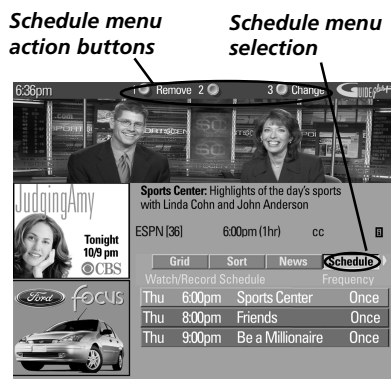 Schedule menu
action buttons
Schedule menu
selection
6:36pm 1 Remove 2 3 Change GUIDE plus+
Sports Center: Highlights of the day's sports
with Linda Cohn and John Anderson
ESPN [36] 6:00pm (1hr) cc
JudgingAmy
Tonight
10/9 pm
CBS
Grid Sort News Schedule
Watch/Record Schedule Frequency
Thu 6:00pm Sports Center Once
Thu 8:00pm Friends Once
Thu 9:00pm Be a Millionaire Once
Ford focus